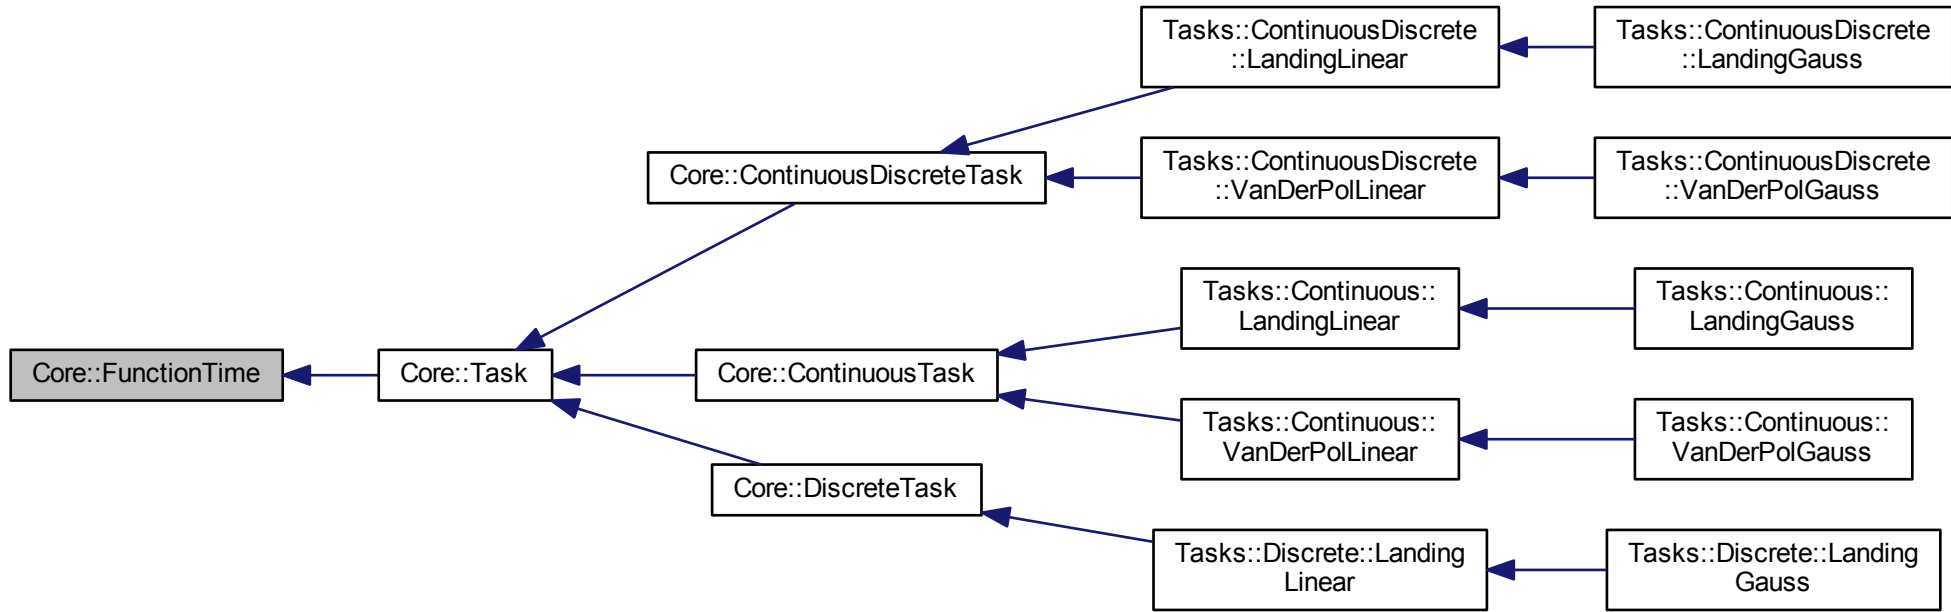 Tasks::ContinuousDiscrete
::LandingLinear
Tasks::ContinuousDiscrete
::LandingGauss
Core::ContinuousDiscreteTask
Tasks::ContinuousDiscrete
::VanDerPolLinear
Tasks::ContinuousDiscrete
::VanDerPolGauss
Tasks::Continuous::
LandingLinear
Tasks::Continuous::
LandingGauss
Core::FunctionTime
Core::Task
Core::ContinuousTask
Tasks::Continuous::
VanDerPolLinear
Tasks::Continuous::
VanDerPolGauss
Core::DiscreteTask
Tasks::Discrete::Landing
Linear
Tasks::Discrete::Landing
Gauss